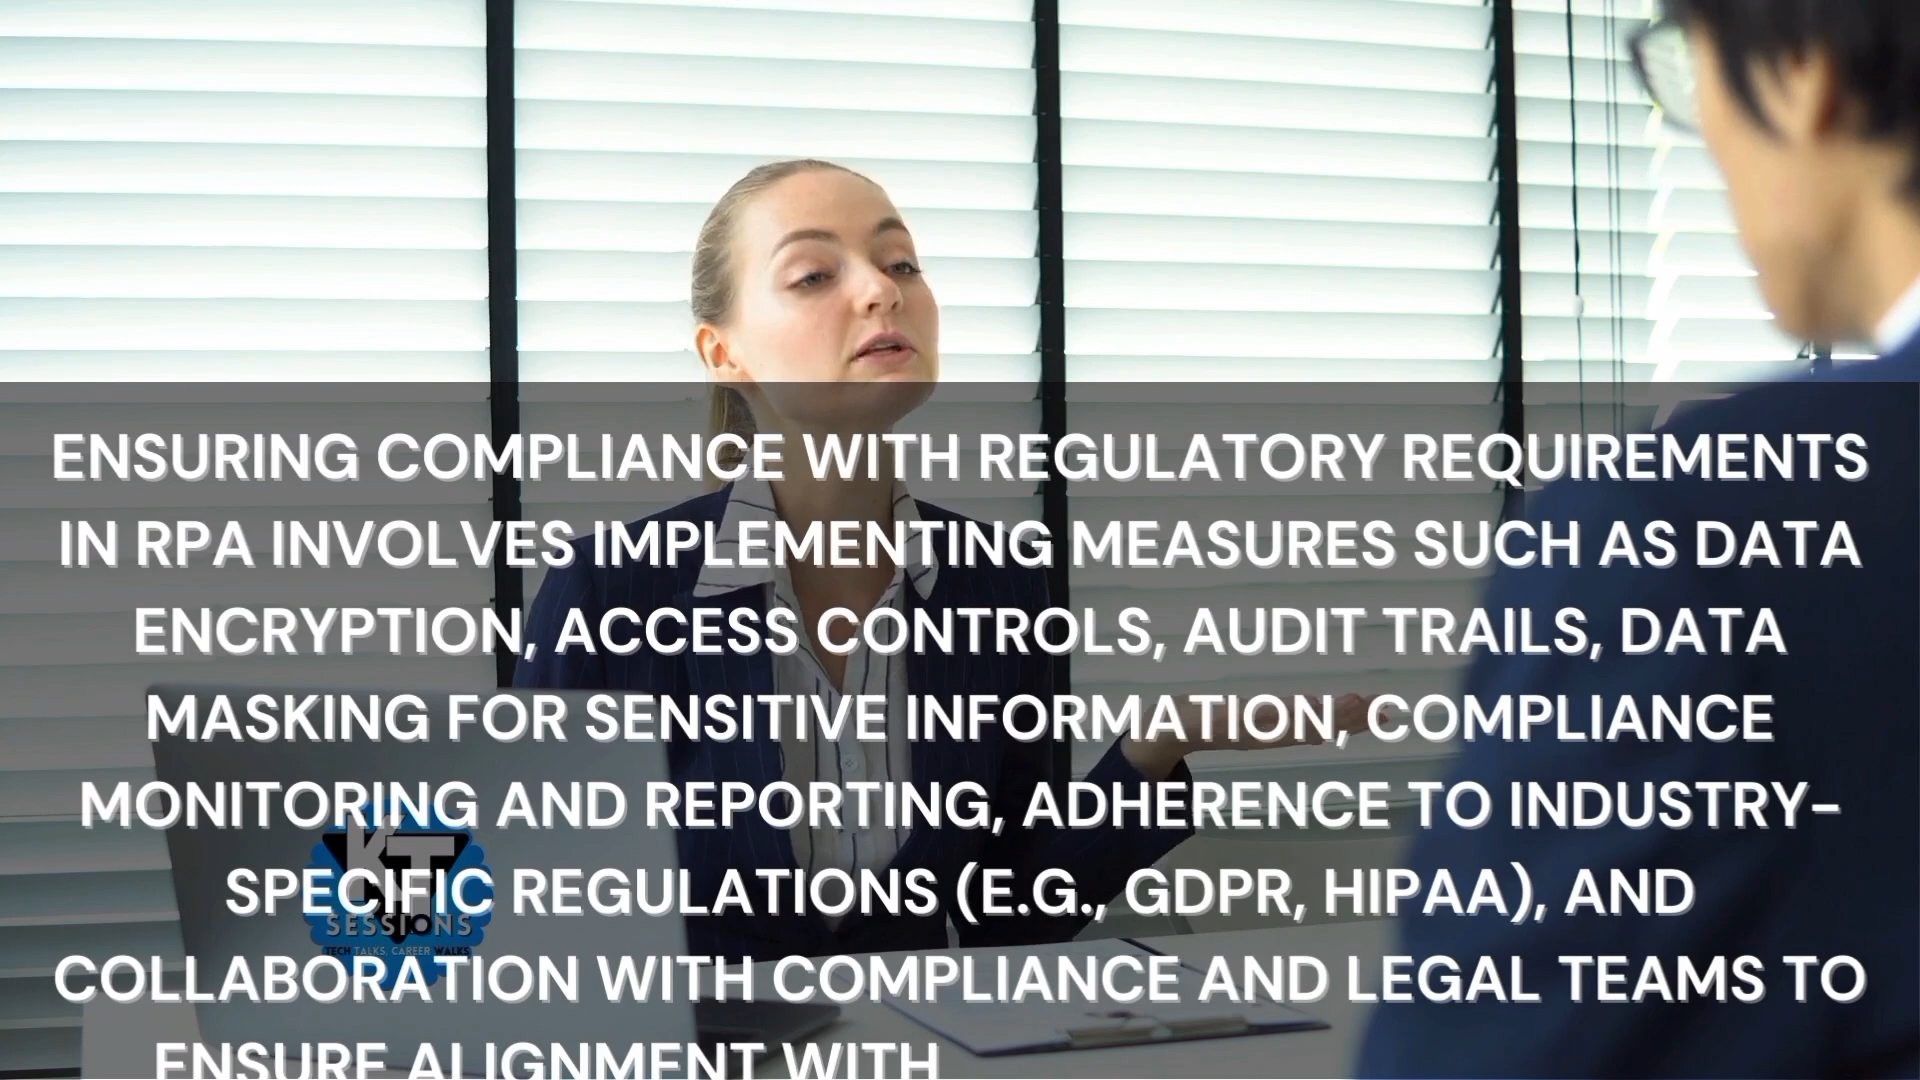 ENSURING COMPLIANCE WITH REGULATORY REQUIREMENTS
IN RPA INVOLVES IMPLEMENTING MEASURES SUCH AS DATA
ENCRYPTION, ACCESS CONTROLS, AUDIT TRAILS, DATA
MASKING FOR SENSITIVE INFORMATION, COMPLIANCE
MONITORING AND REPORTING, ADHERENCE TO INDUSTRY-
SPECIFIC REGULATIONS (E.G., GDPR, HIPAA), AND
COLLABORATION WITH COMPLIANCE AND LEGAL TEAMS TO
ENSURE ALIGNMENT WITH
KT
SESSIONS
TECH TALKS, CAREER WALKS